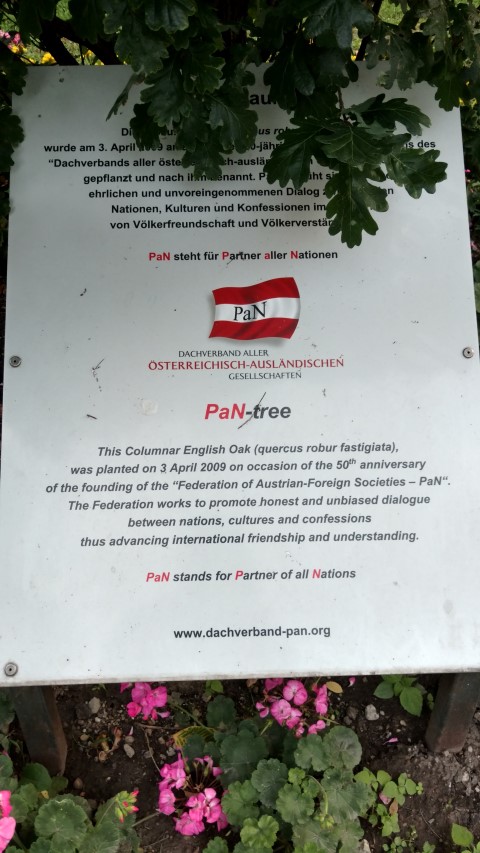 wurde am 3. April
"Dachverbands aller
gepflanzt und nach ihm benannt.
ehrlichen und unvoreingenommenen Dialog
Nationen, Kulturen und Konfessionen im
von Völkerfreundschaft und
PaN steht für Partner aller Nationen
PaN
DACHVERBAND ALLER
ÖSTERREICHISCH-AUSLÄNDISCHEN
GESELLSCHAFTEN
PaN-tree
This Columnar English Oak (quercus robur fastigiata),
was planted on 3 April 2009 on occasion of the 50th anniversary
of the founding of the "Federation of Austrian-Foreign Societies – PaN".
The Federation works to promote honest and unbiased dialogue
between nations, cultures and confessions
thus advancing international friendship and understanding.
PaN stands for Partner of all Nations
www.dachverband-pan.org